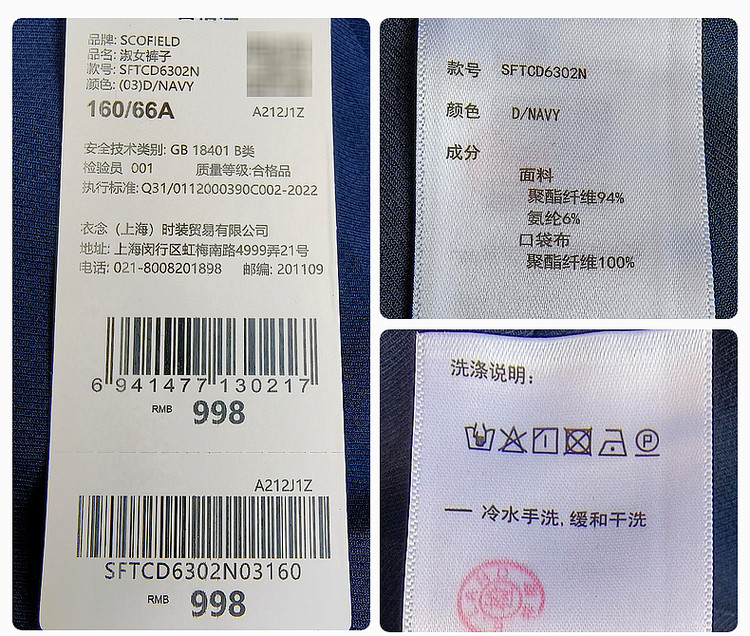 品牌: SCOFIELD
品名: 淑女裤子
款号: SFTCD6302N
颜色: (03)D/NAVY
160/66A
A212J1Z
安全技术类别: GB 18401 B类
检验员 001 质量等级:合格品
执行标准: Q31/0112000390C002-2022
衣念（上海）时装贸易有限公司
地址: 上海闵行区虹梅南路4999弄21号
电话: 021-8008201898 邮编: 201109
6 941477 130217
RMB 998
A212J1Z
SFTCD6302N03160
RMB 998
款号 SFTCD6302N
颜色 D/NAVY
成分
面料
聚酯纤维94%
氨纶6%
口袋布
聚酯纤维100%
洗涤说明:
P
— 冷水手洗,缓和干洗